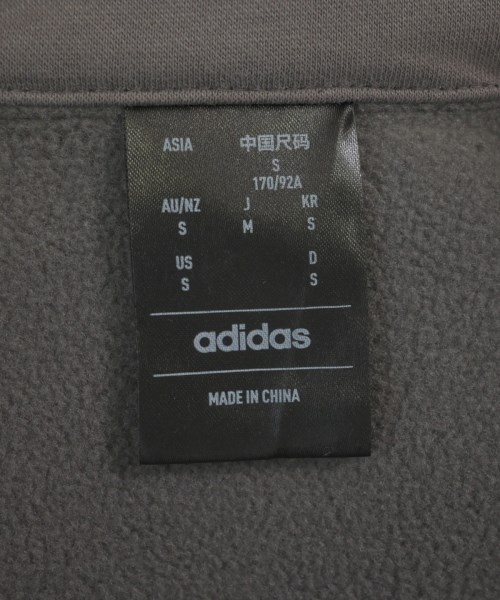 ASIA 中国尺码
S
170/92A
AU/NZ J KR
S M S
US D
S S
adidas
MADE IN CHINA